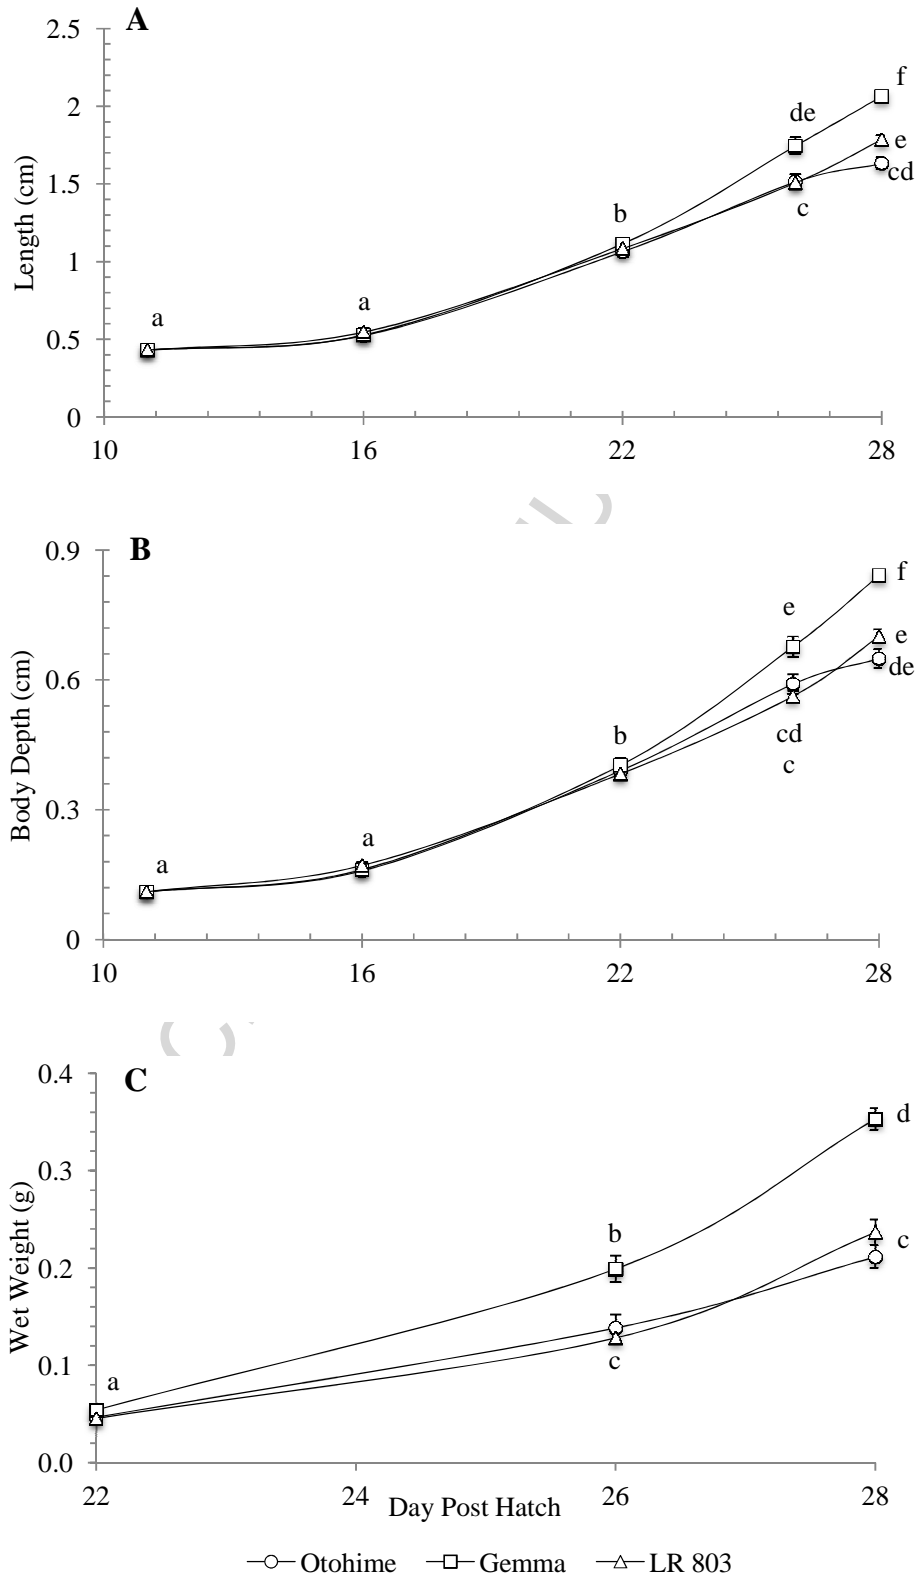 A
2.5
2
1.5
1
0.5
0
Length (cm)
a
a
b
de
c
f
e
cd
10
16
22
28
B
0.9
0.6
0.3
0
Body Depth (cm)
a
a
b
e
cd
c
f
e
de
10
16
22
28
C
0.4
0.3
0.2
0.1
0.0
Wet Weight (g)
a
b
c
d
c
22
24
26
28
Day Post Hatch
Otohime Gemma LR 803